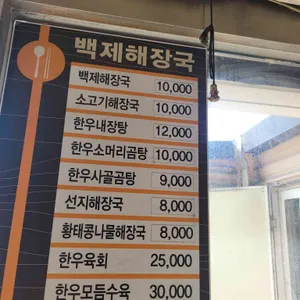 백제해장국
백제해장국 10,000
소고기해장국 10,000
한우내장탕 12,000
한우소머리곰탕 10,000
한우사골곰탕 9,000
선지해장국 8,000
황태콩나물해장국 8,000
한우육회 25,000
한우모듬수육 30,000